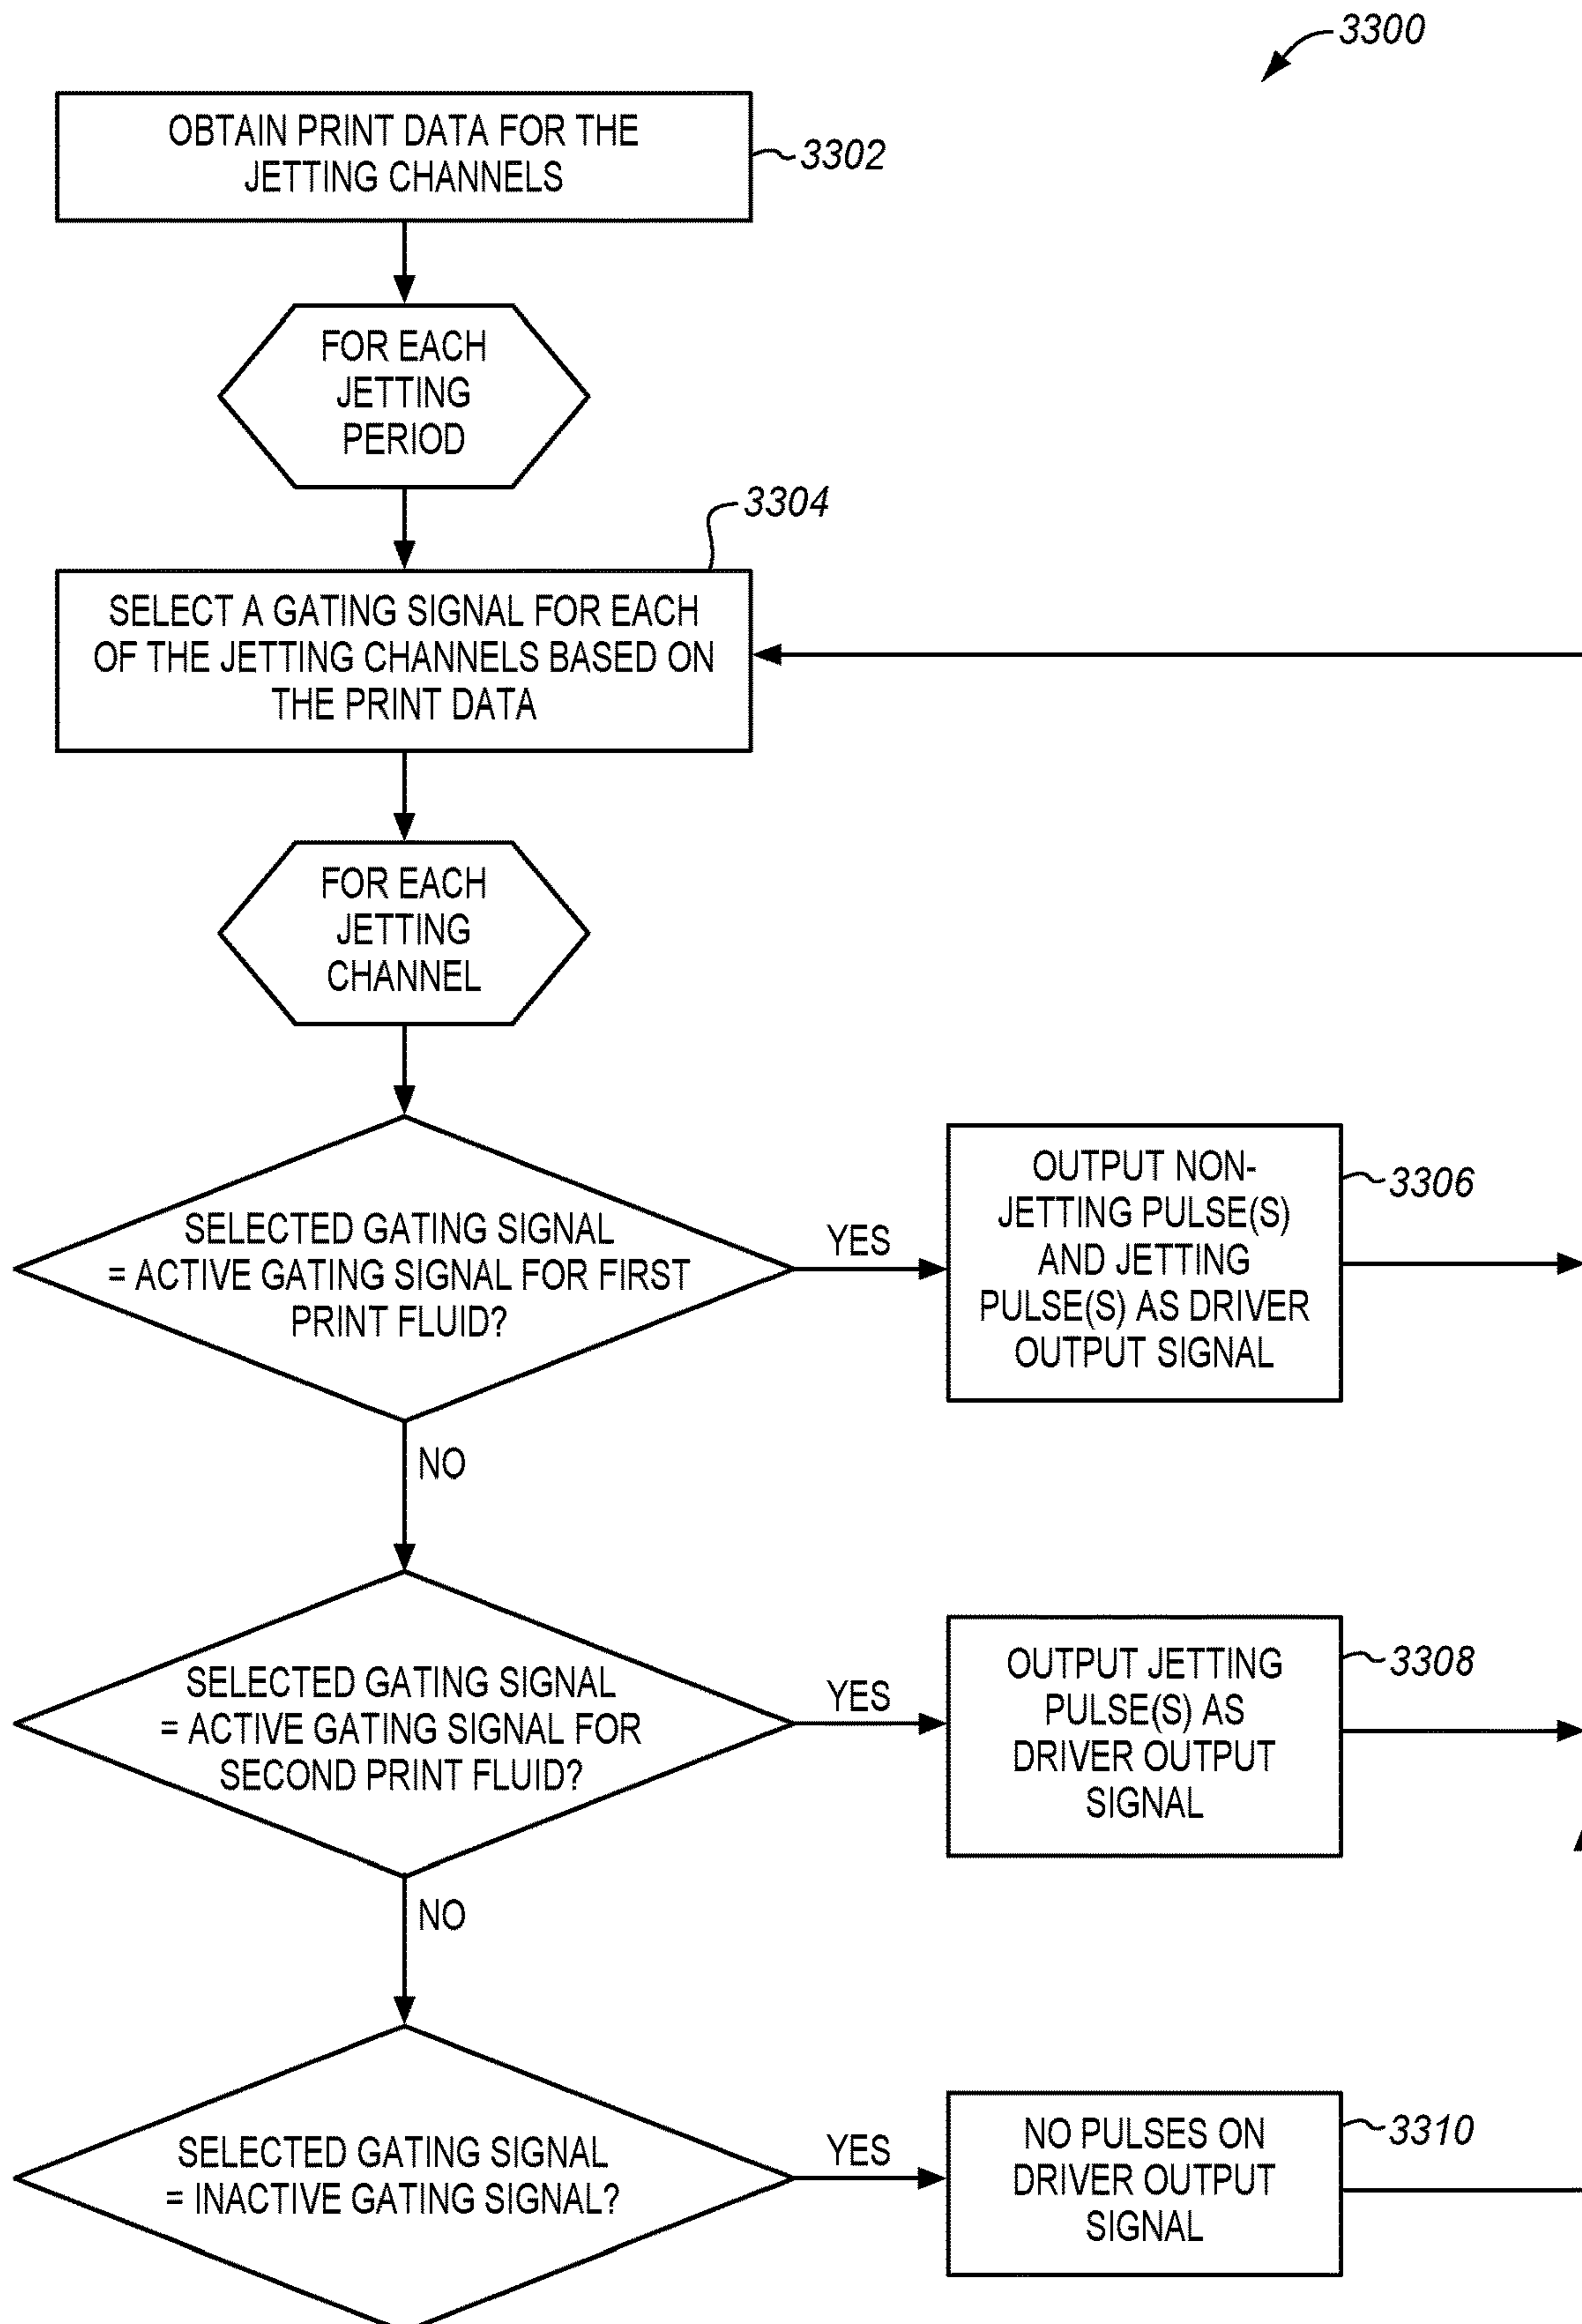 3300
OBTAIN PRINT DATA FOR THE
JETTING CHANNELS
3302
FOR EACH
JETTING
PERIOD
3304
SELECT A GATING SIGNAL FOR EACH
OF THE JETTING CHANNELS BASED ON
THE PRINT DATA
FOR EACH
JETTING
CHANNEL
SELECTED GATING SIGNAL
= ACTIVE GATING SIGNAL FOR FIRST
PRINT FLUID?
YES
OUTPUT NON-
JETTING PULSE(S)
AND JETTING
PULSE(S) AS DRIVER
OUTPUT SIGNAL
3306
NO
SELECTED GATING SIGNAL
= ACTIVE GATING SIGNAL FOR
SECOND PRINT FLUID?
YES
OUTPUT JETTING
PULSE(S) AS
DRIVER OUTPUT
SIGNAL
3308
NO
SELECTED GATING SIGNAL
= INACTIVE GATING SIGNAL?
YES
NO PULSES ON
DRIVER OUTPUT
SIGNAL
3310